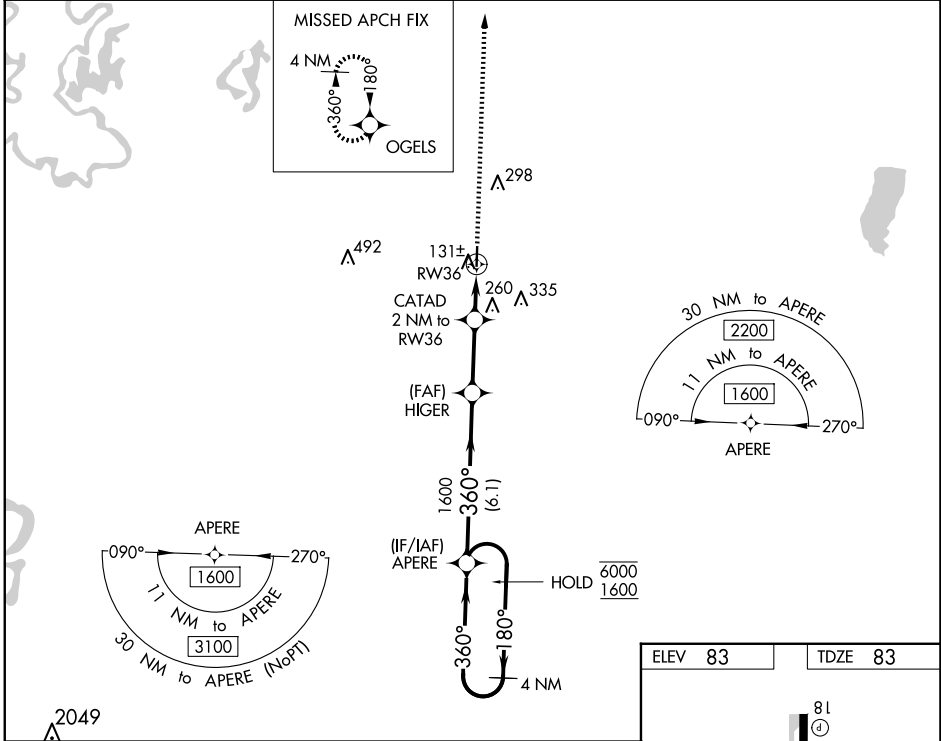 MISSED APCH FIX
4 NM
360°
180°
OGELS
298
492
131±
RW36
260
335
CATAD
2 NM to
RW36
(FAF)
HIGER
30 NM to APERE
2200
11 NM to APERE
1600
090°
270°
APERE
1600
360°
(6.1)
APERE
090°
270°
1600
11 NM to APERE
3100
30 NM to APERE (NoPT)
(IF/IAF)
APERE
HOLD 6000
1600
360°
180°
4 NM
2049
ELEV 83
TDZE 83
18
P